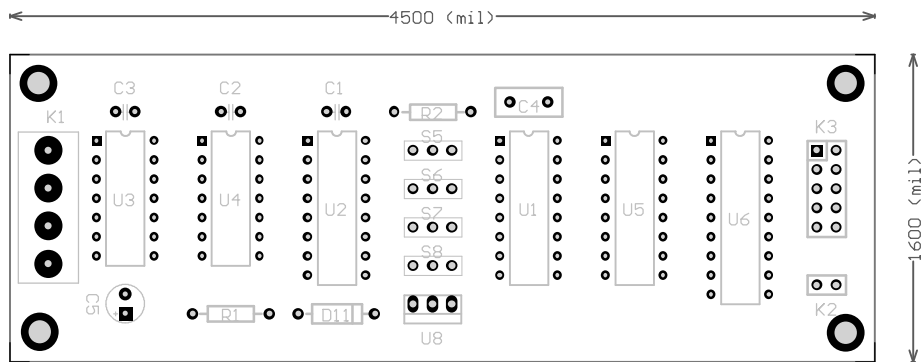 4500 (mil)
C3
C2
C1
K1
R2
C4
S5
K3
S6
U3
U4
U2
S7
U1
U5
U6
1600 (mil)
S8
C5
R1
D11
U8
K2